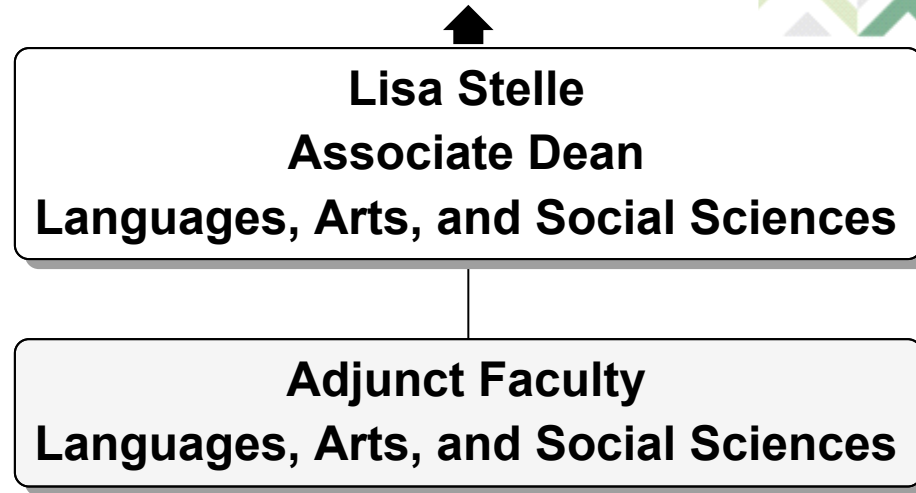 Lisa Stelle
Associate Dean
Languages, Arts, and Social Sciences
Adjunct Faculty
Languages, Arts, and Social Sciences